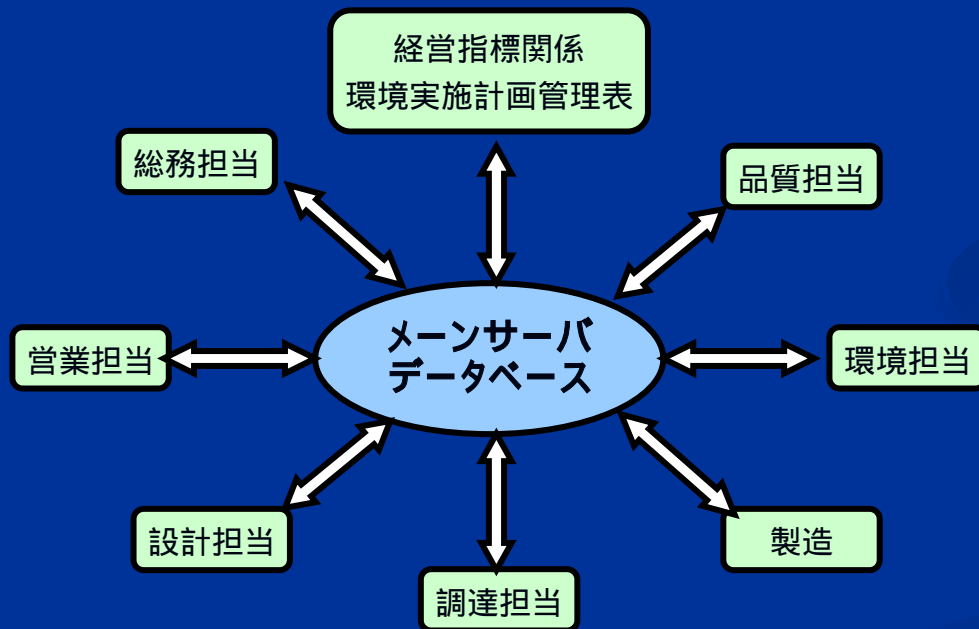 経営指標関係
環境実施計画管理表
総務担当
品質担当
メーンサーバ
データベース
営業担当
環境担当
設計担当
製造
調達担当